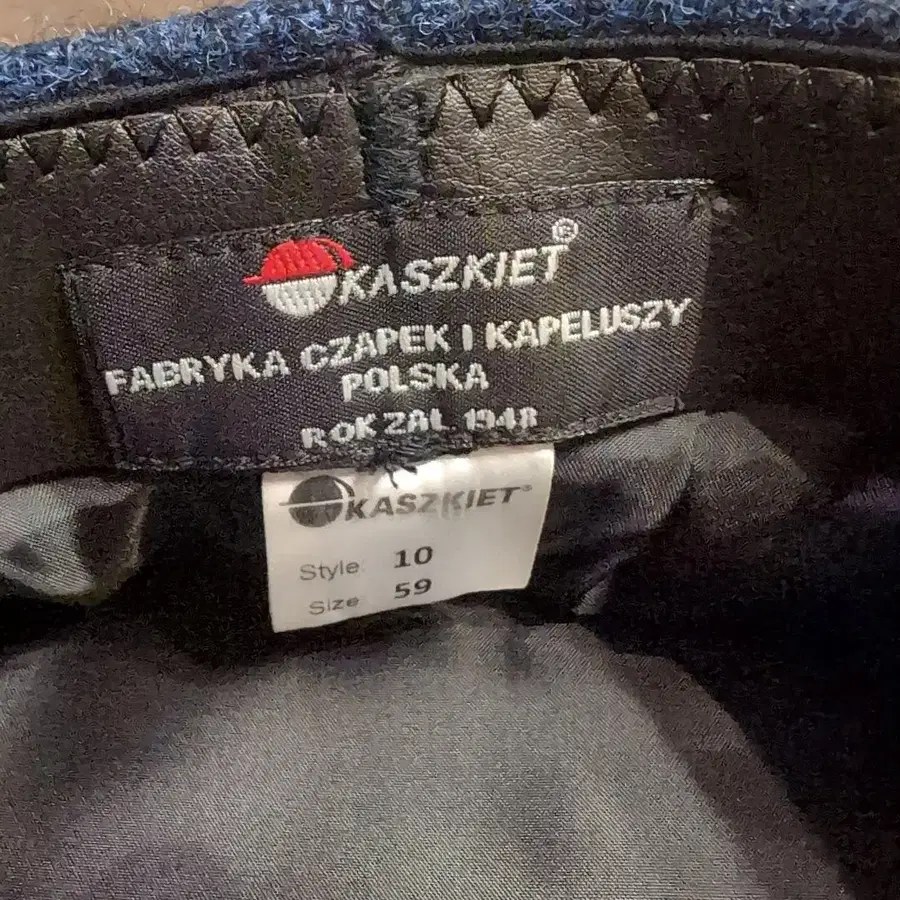 KASZKIET®
FABRYKA CZAPEK I KAPELUSZY
POLSKA
ROK ZAŁ. 1948
KASZKIET®
Style 10
Size 59